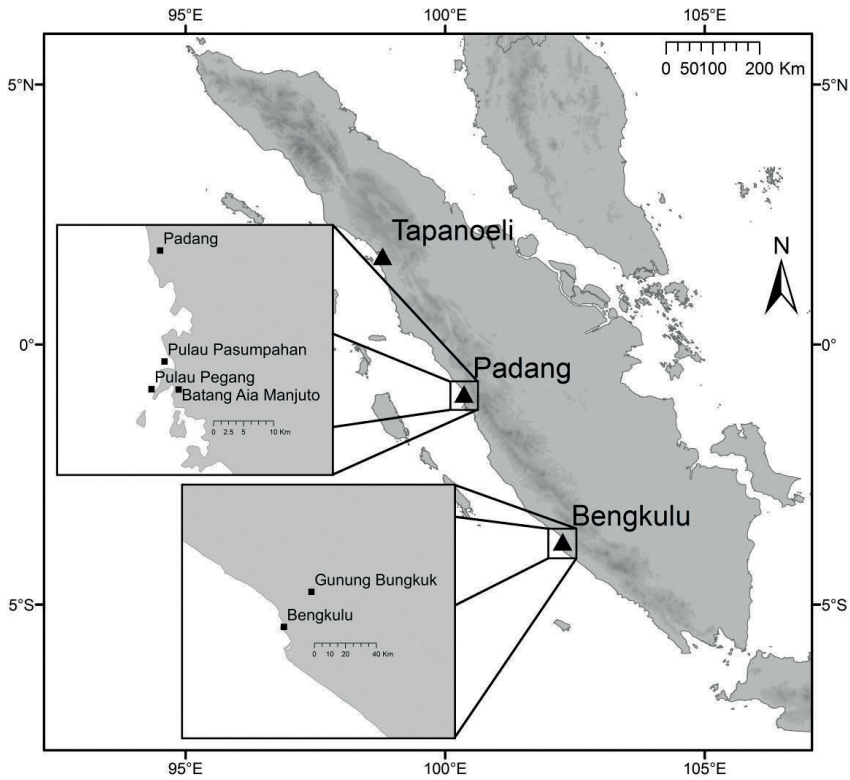 95°E 100°E 105°E
0 50100 200 Km
5°N 5°N
Tapanoeli
N
Padang
Pulau Pasumpahan
Pulau Pegang
Batang Aia Manjuto
0 2.5 5 10 Km
0° 0°
Padang
Bengkulu
Gunung Bungkuk
Bengkulu
0 10 20 40 Km
5°S 5°S
95°E 100°E 105°E